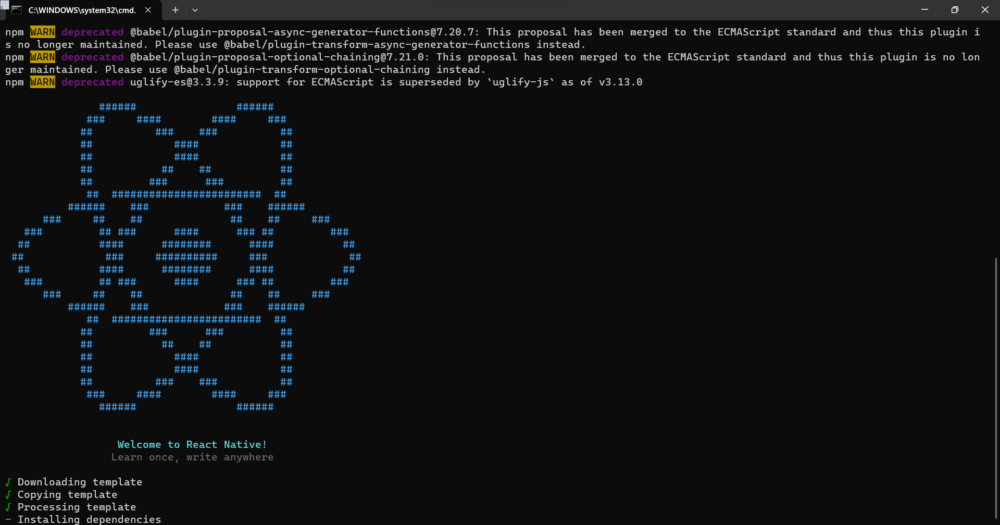 C:\WINDOWS\system32\cmd.
npm WARN deprecated @babel/plugin-proposal-async-generator-functions@7.20.7: This proposal has been merged to the ECMAScript standard and thus this plugin i
s no longer maintained. Please use @babel/plugin-transform-async-generator-functions instead.
npm WARN deprecated @babel/plugin-proposal-optional-chaining@7.21.0: This proposal has been merged to the ECMAScript standard and thus this plugin is no lon
ger maintained. Please use @babel/plugin-transform-optional-chaining instead.
npm WARN deprecated uglify-es@3.3.9: support for ECMAScript is superseded by `uglify-js` as of v3.13.0
Welcome to React Native!
Learn once, write anywhere
√ Downloading template
√ Copying template
√ Processing template
- Installing dependencies